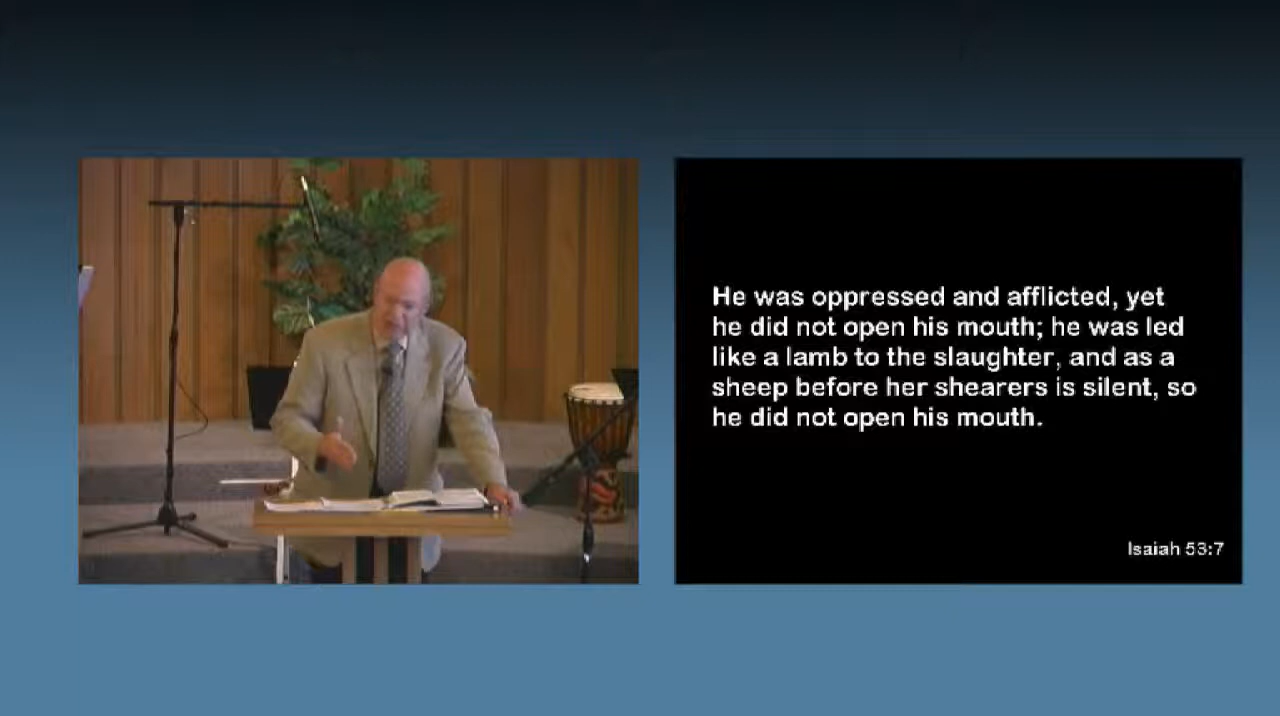 He was oppressed and afflicted, yet
he did not open his mouth; he was led
like a lamb to the slaughter, and as a
sheep before her shearers is silent, so
he did not open his mouth.
Isaiah 53:7